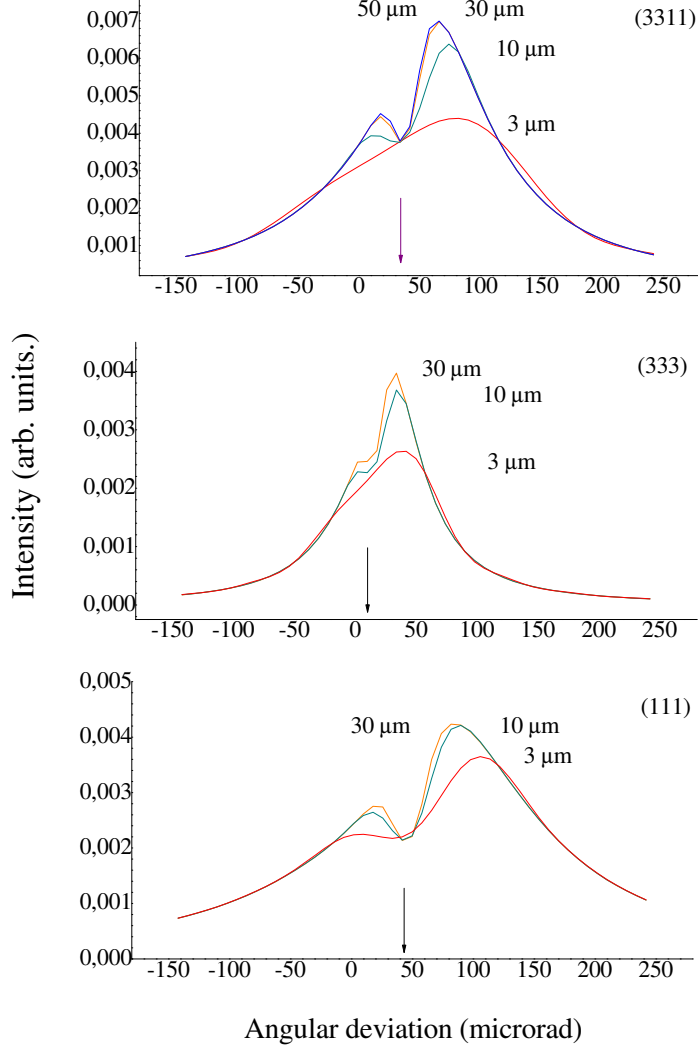 50 µm 30 µm (3311)
0,007
10 µm
0,006
0,005
3 µm
0,004
0,003
0,002
0,001
-150 -100 -50 0 50 100 150 200 250
Intensity (arb. units.)
30 µm (333)
0,004
10 µm
0,003
3 µm
0,002
0,001
0,000
-150 -100 -50 0 50 100 150 200 250
0,005
(111)
30 µm 10 µm
0,004
3 µm
0,003
0,002
0,001
0,000
-150 -100 -50 0 50 100 150 200 250
Angular deviation (microrad)